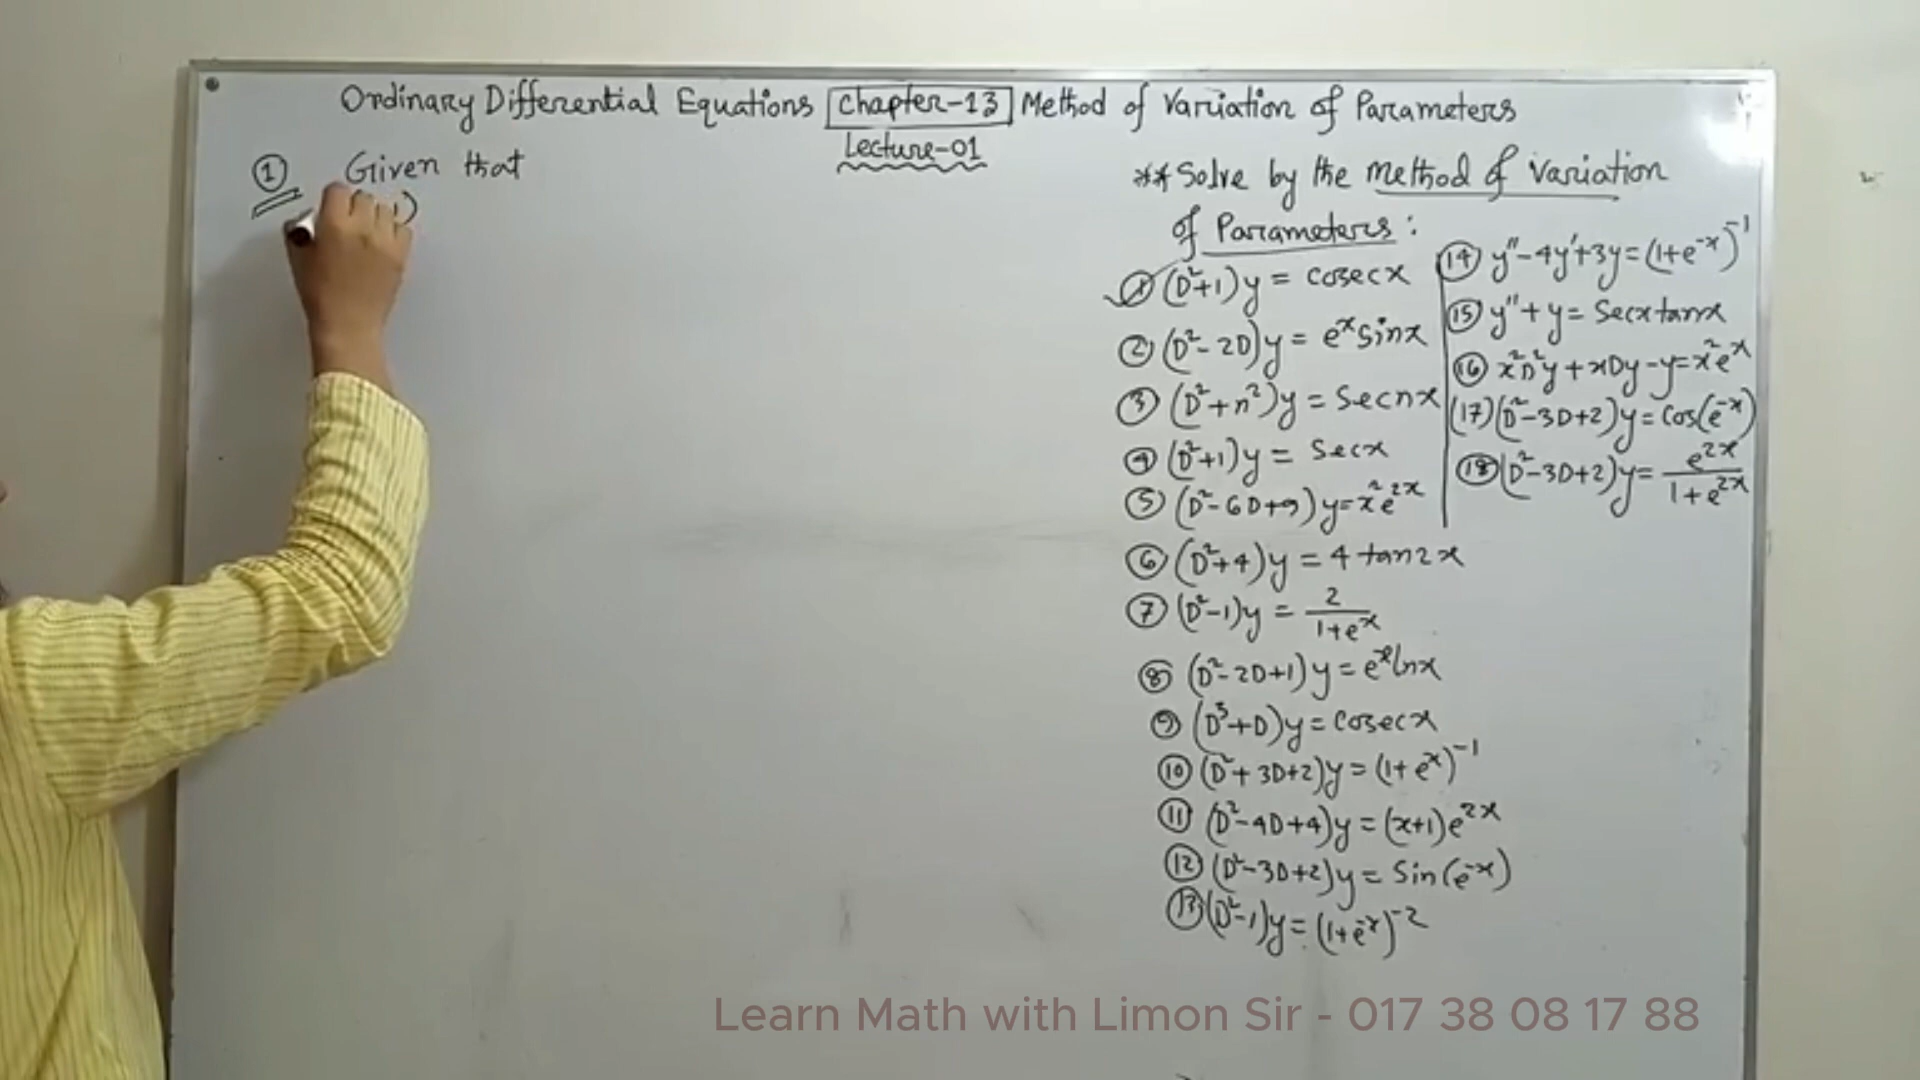 Ordinary Differential Equations Chapter-13 Method of Variation of Parameters
Lecture-01
① Given that
1)
** Solve by the Method of Variation
of Parameters:
① (D²+1)y = cosecx
② (D²-2D)y = eˣsinx
③ (D²+n²)y = Secnx
④ (D²+1)y = Secx
⑤ (D²-6D+9)y=x²e²ˣ
⑥ (D²+4)y = 4 tan2x
⑦ (D²-1)y = 2/(1+eˣ)
⑧ (D²-2D+1)y = eˣlnx
⑨ (D³+D)y = Cosecx
⑩ (D²+3D+2)y = (1+eˣ)⁻¹
⑪ (D²-4D+4)y = (x+1)e²ˣ
⑫ (D²-3D+2)y = Sin(e⁻ˣ)
⑬ (D²-1)y = (1+e⁻ˣ)⁻²
⑭ y''-4y'+3y=(1+e⁻ˣ)⁻¹
⑮ y''+y= Secxtanx
⑯ x²D²y+xDy-y=x²eˣ
(17) (D²-3D+2)y=Cos(e⁻ˣ)
⑱ (D²-3D+2)y= e²ˣ/(1+e²ˣ)
Learn Math with Limon Sir - 017 38 08 17 88